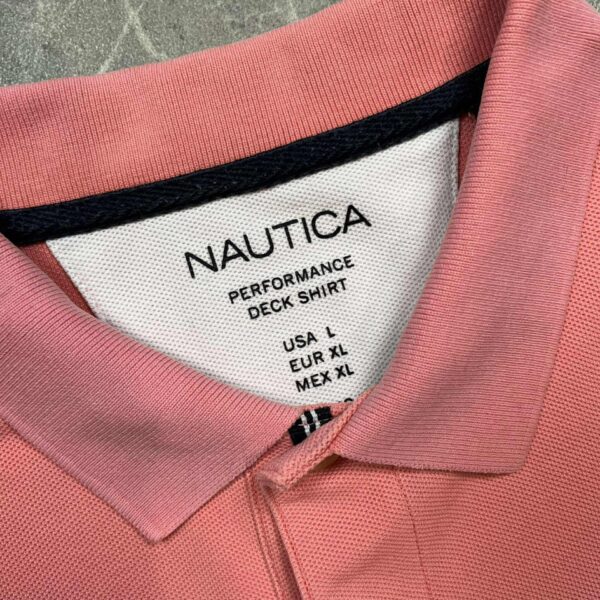 NAUTICA
PERFORMANCE
DECK SHIRT
USA L
EUR XL
MEX XL